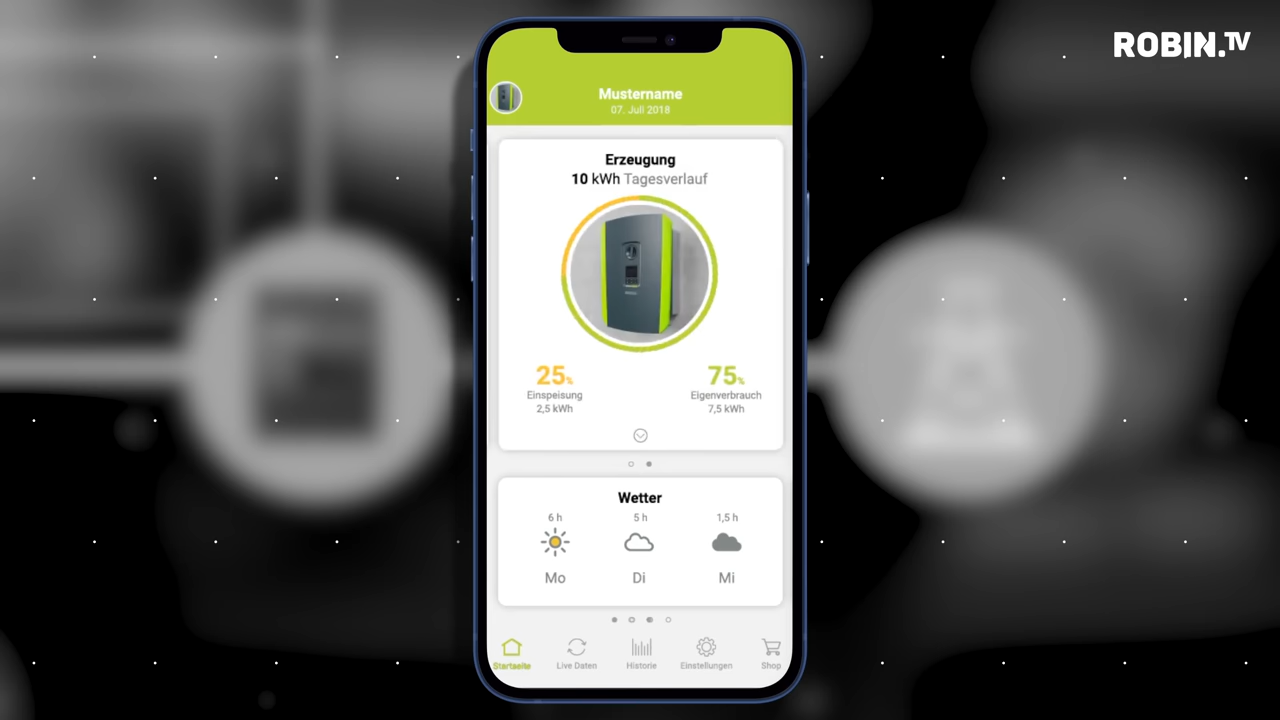 ROBIN.TV
Mustername
07. Juli 2018
Erzeugung
10 kWh Tagesverlauf
25%
75%
Einspeisung
Eigenverbrauch
2,5 kWh
7,5 kWh
Wetter
6 h
5 h
1,5 h
Mo
Di
Mi
Startseite
Live Daten
Historie
Einstellungen
Shop